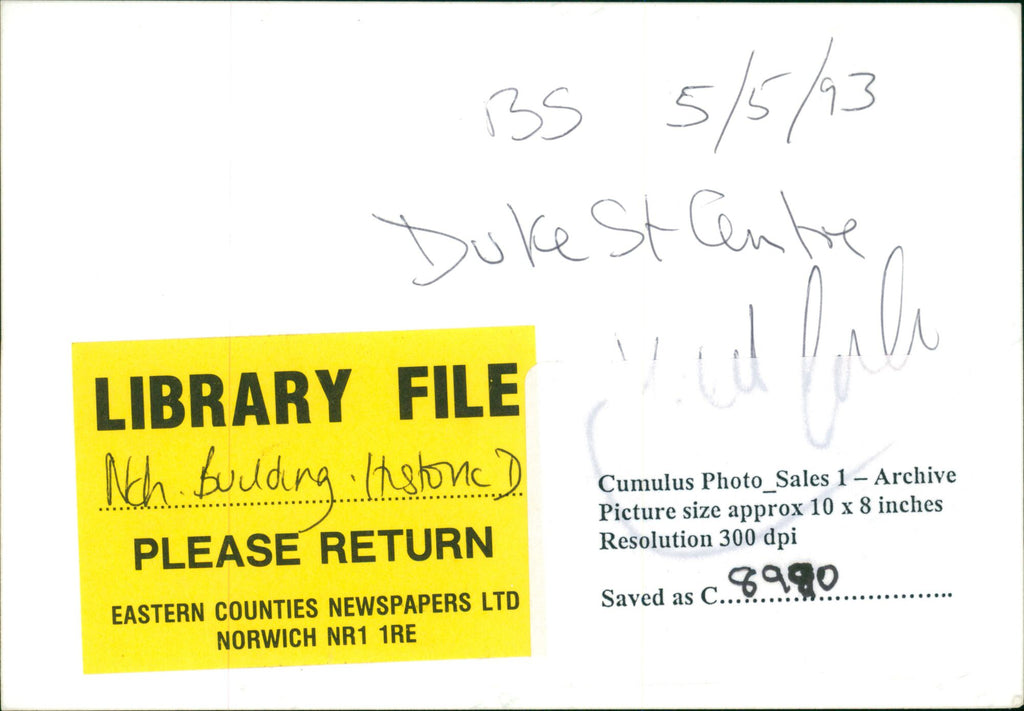 BS 5/5/93
Duke St Centre
LIBRARY FILE
Nch. Building. Historic D
PLEASE RETURN
EASTERN COUNTIES NEWSPAPERS LTD
NORWICH NR1 1RE
Cumulus Photo_Sales 1 – Archive
Picture size approx 10 x 8 inches
Resolution 300 dpi
Saved as C...8990...